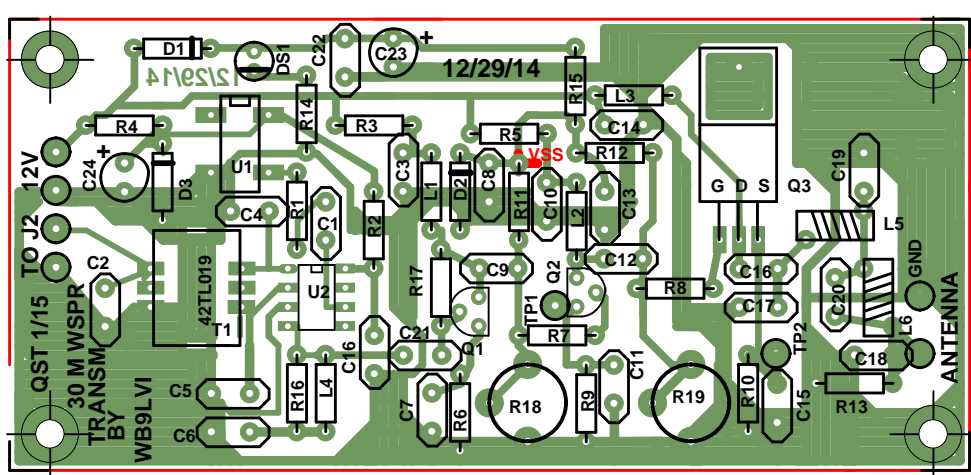 D1
DS1
C22
C23
+
12/29/14
12/29/14
R15
L3
C14
R14
R4
R3
R5
R12
VSS
12V
C24
+
D3
U1
C3
L1
D2
C8
R11
C10
L2
C13
G D S
Q3
C19
C4
R1
C1
R2
L5
TO J2
C2
42TL019
T1
U2
R17
C9
Q2
C12
C16
GND
TP1
R8
C17
C20
L6
C16
C21
Q1
R7
TP2
C18
ANTENNA
QST 1/15
30 M WSPR
TRANSM
BY
WB9LVI
C5
C6
R16
L4
C7
R6
R18
R9
C11
R19
R10
C15
R13